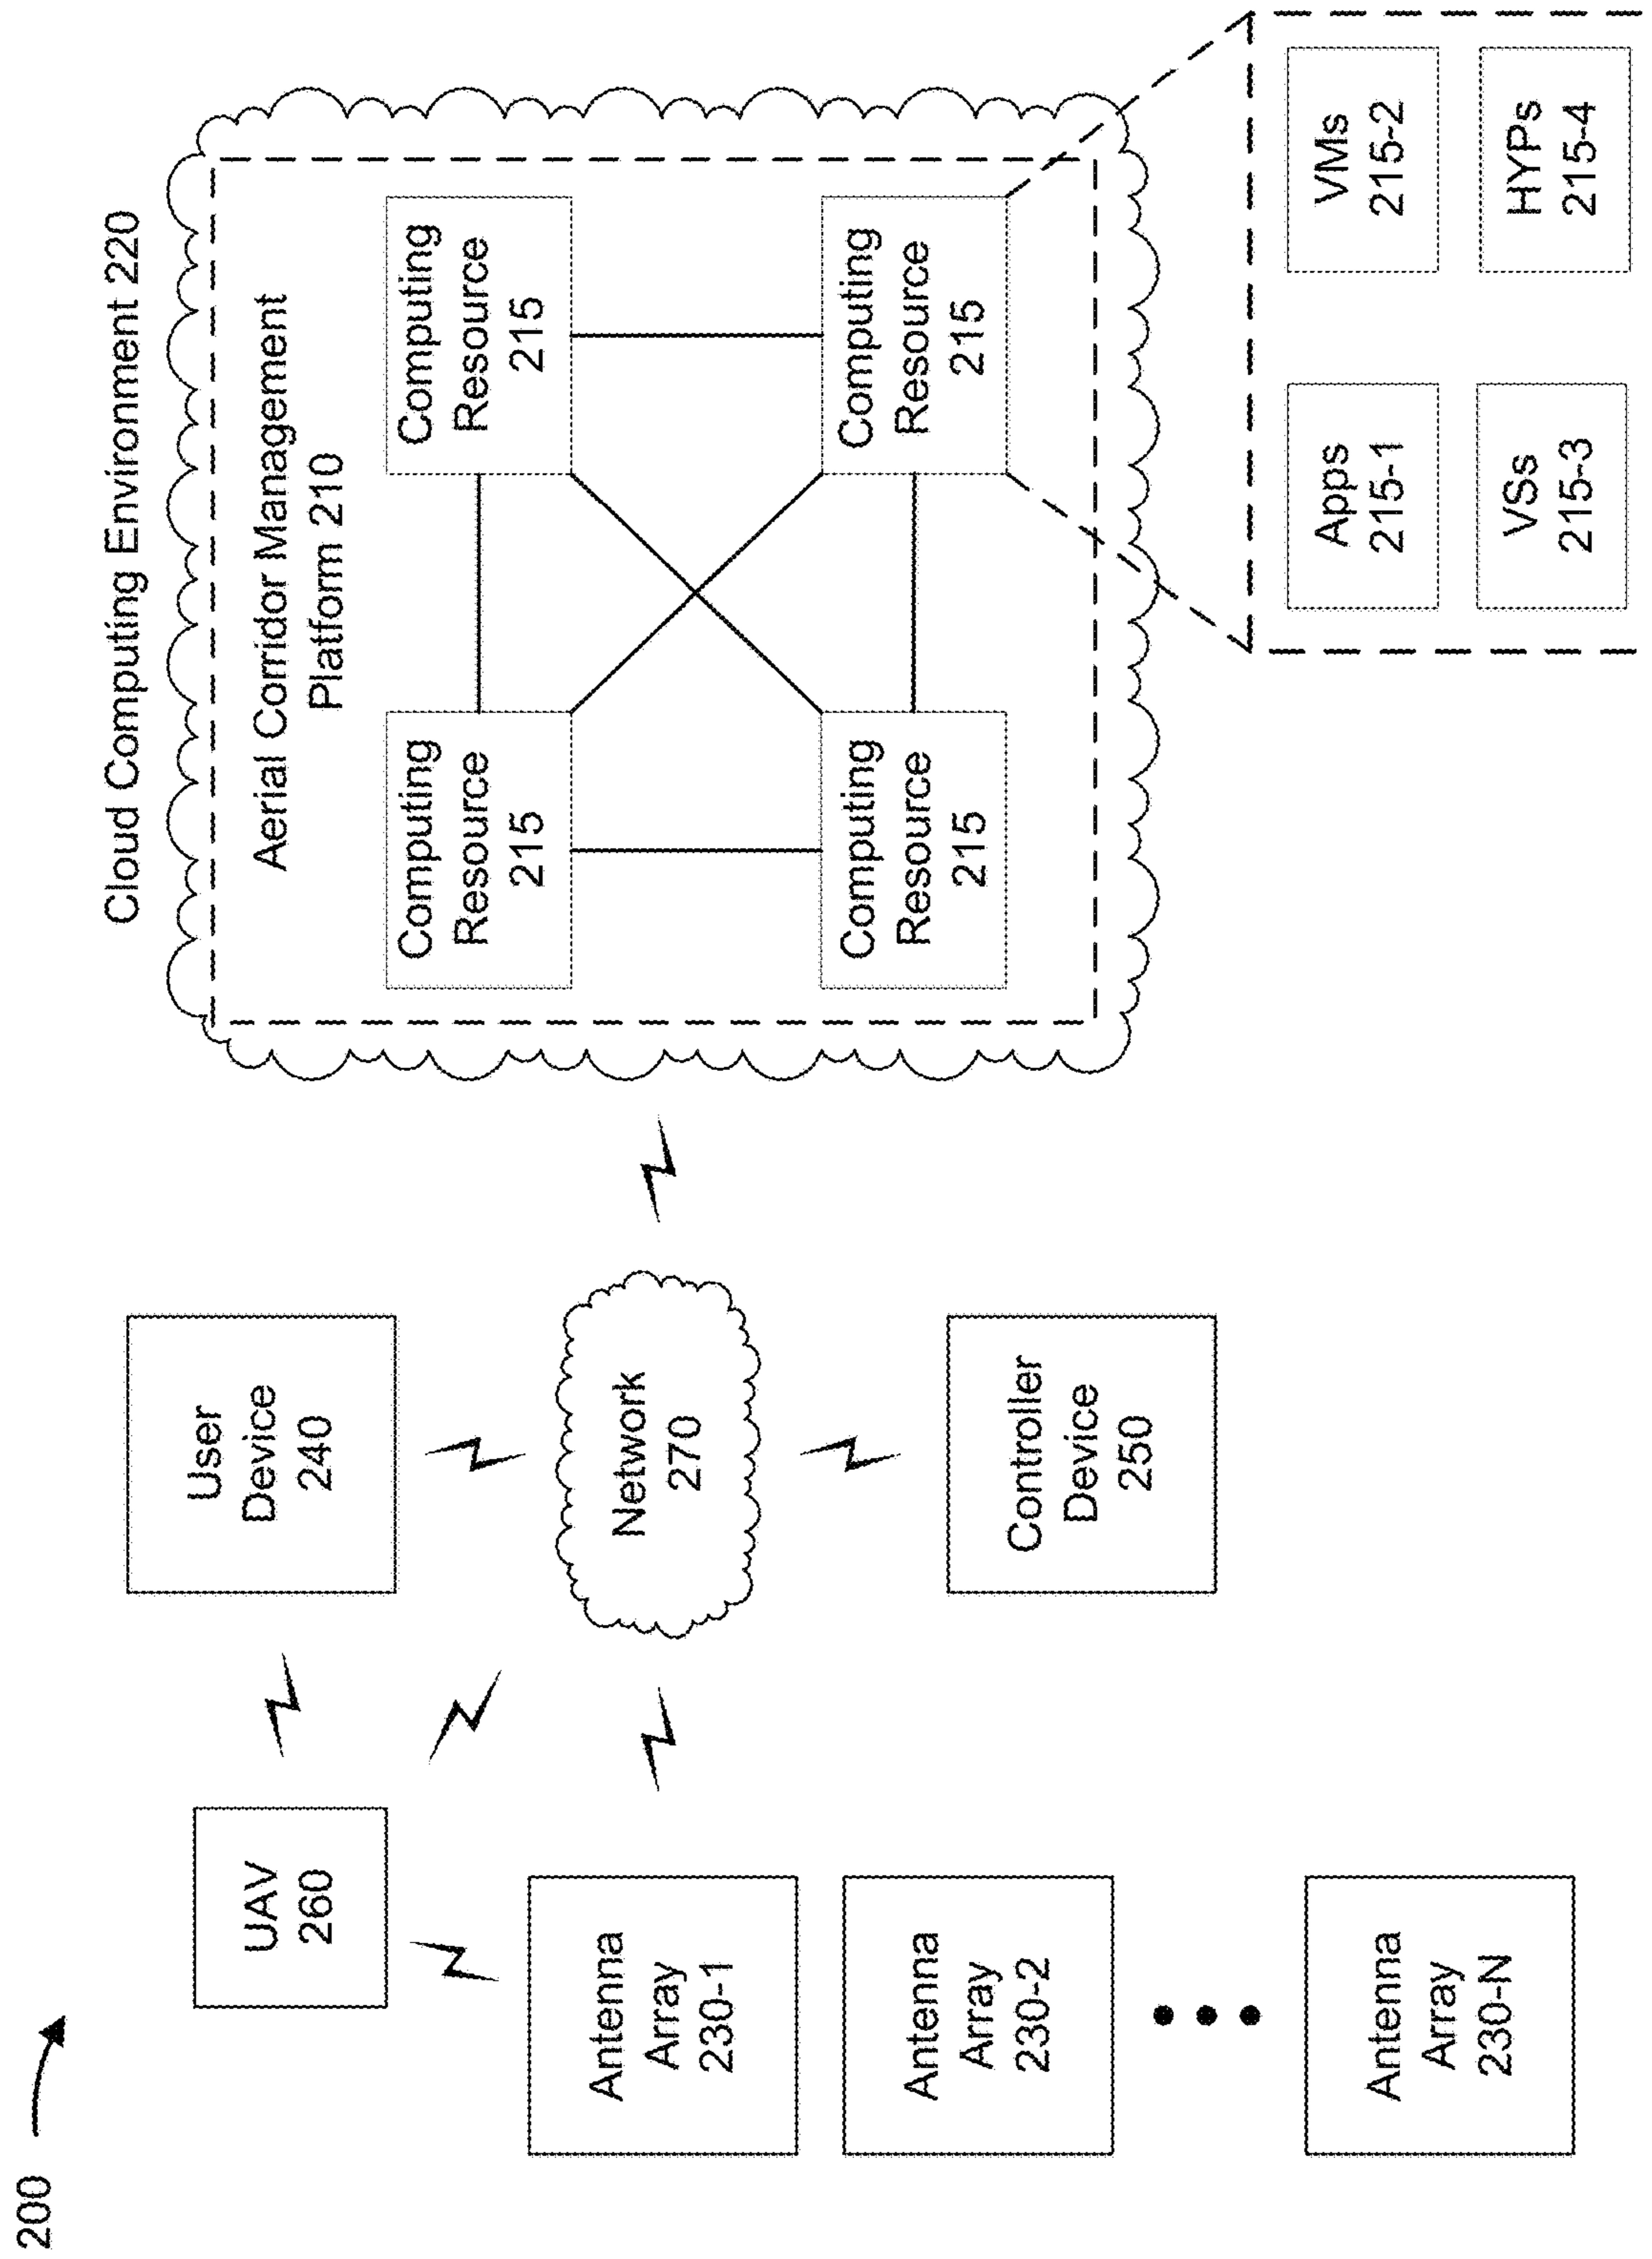 200
Cloud Computing Environment 220
Aerial Corridor Management
Platform 210
Computing
Resource
215
Computing
Resource
215
Computing
Resource
215
Computing
Resource
215
Apps
215-1
VMs
215-2
VSs
215-3
HYPs
215-4
User
Device
240
Network
270
Controller
Device
250
UAV
260
Antenna
Array
230-1
Antenna
Array
230-2
Antenna
Array
230-N